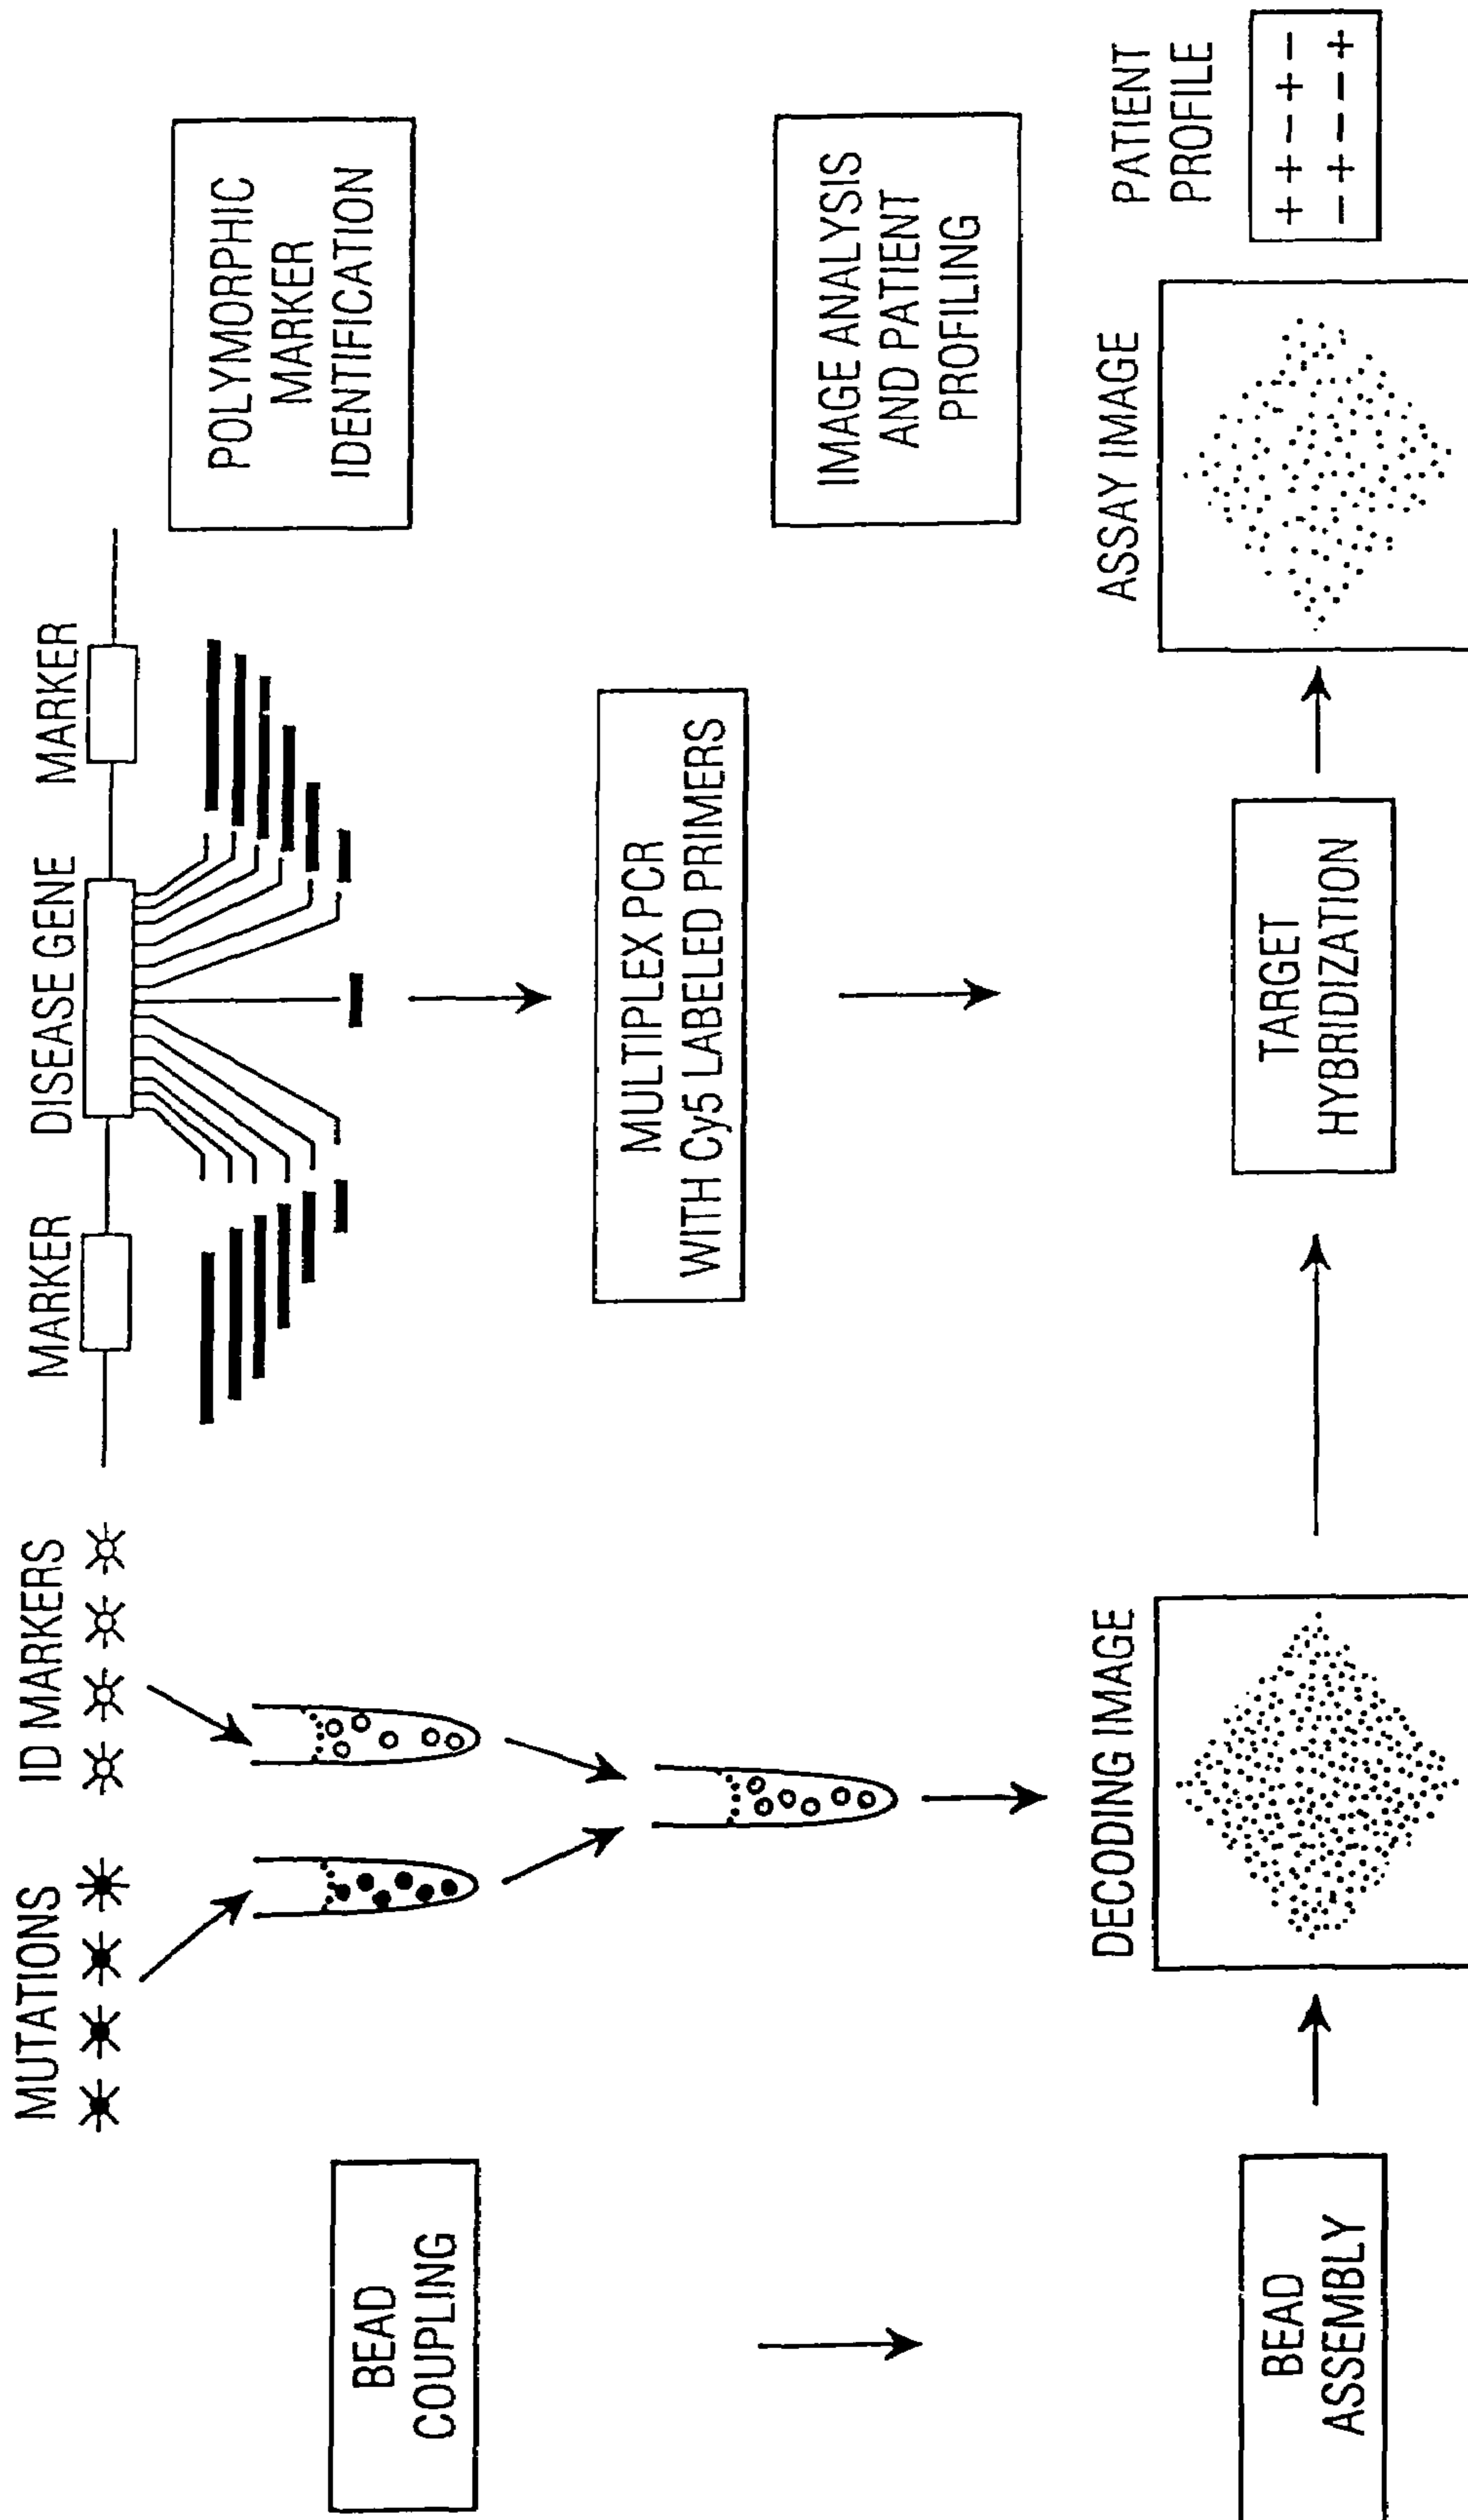 MUTATIONS
ID MARKERS
MARKER
DISEASE GENE
MARKER
BEAD
COUPLING
POLYMORPHIC
MARKER
IDENTIFICATION
MULTIPLEX PCR
WITH Cy5 LABELED PRIMERS
IMAGE ANALYSIS
AND PATIENT
PROFILING
BEAD
ASSEMBLY
DECODING IMAGE
TARGET
HYBRIDIZATION
ASSAY IMAGE
PATIENT
PROFILE
+ + - + -
- + - - +